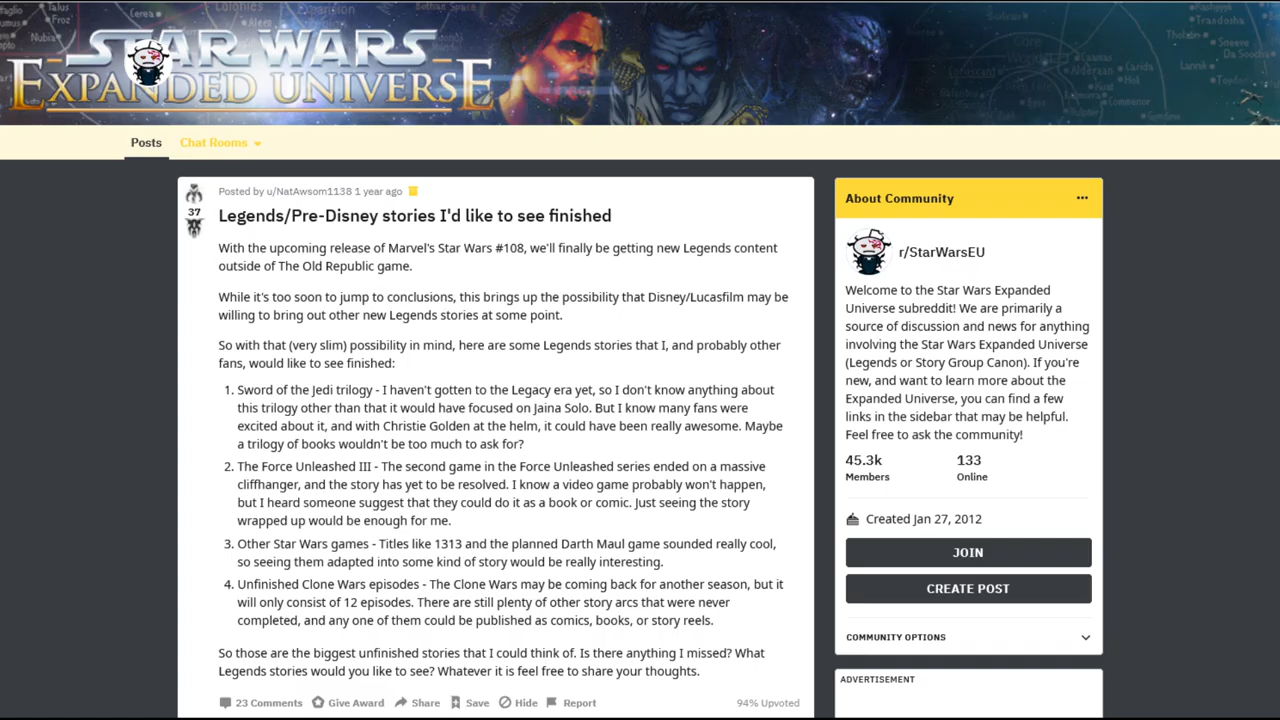 STAR WARS
EXPANDED UNIVERSE
Posts
Chat Rooms
Posted by u/NatAwsom1138 1 year ago
37
Legends/Pre-Disney stories I'd like to see finished
With the upcoming release of Marvel's Star Wars #108, we'll finally be getting new Legends content
outside of The Old Republic game.
While it's too soon to jump to conclusions, this brings up the possibility that Disney/Lucasfilm may be
willing to bring out other new Legends stories at some point.
So with that (very slim) possibility in mind, here are some Legends stories that I, and probably other
fans, would like to see finished:
1. Sword of the Jedi trilogy - I haven't gotten to the Legacy era yet, so I don't know anything about
this trilogy other than that it would have focused on Jaina Solo. But I know many fans were
excited about it, and with Christie Golden at the helm, it could have been really awesome. Maybe
a trilogy of books wouldn't be too much to ask for?
2. The Force Unleashed III - The second game in the Force Unleashed series ended on a massive
cliffhanger, and the story has yet to be resolved. I know a video game probably won't happen,
but I heard someone suggest that they could do it as a book or comic. Just seeing the story
wrapped up would be enough for me.
3. Other Star Wars games - Titles like 1313 and the planned Darth Maul game sounded really cool,
so seeing them adapted into some kind of story would be really interesting.
4. Unfinished Clone Wars episodes - The Clone Wars may be coming back for another season, but it
will only consist of 12 episodes. There are still plenty of other story arcs that were never
completed, and any one of them could be published as comics, books, or story reels.
So those are the biggest unfinished stories that I could think of. Is there anything I missed? What
Legends stories would you like to see? Whatever it is feel free to share your thoughts.
23 Comments
Give Award
Share
Save
Hide
Report
94% Upvoted
About Community
r/StarWarsEU
Welcome to the Star Wars Expanded
Universe subreddit! We are primarily a
source of discussion and news for anything
involving the Star Wars Expanded Universe
(Legends or Story Group Canon). If you're
new, and want to learn more about the
Expanded Universe, you can find a few
links in the sidebar that may be helpful.
Feel free to ask the community!
45.3k
133
Members
Online
Created Jan 27, 2012
JOIN
CREATE POST
COMMUNITY OPTIONS
ADVERTISEMENT